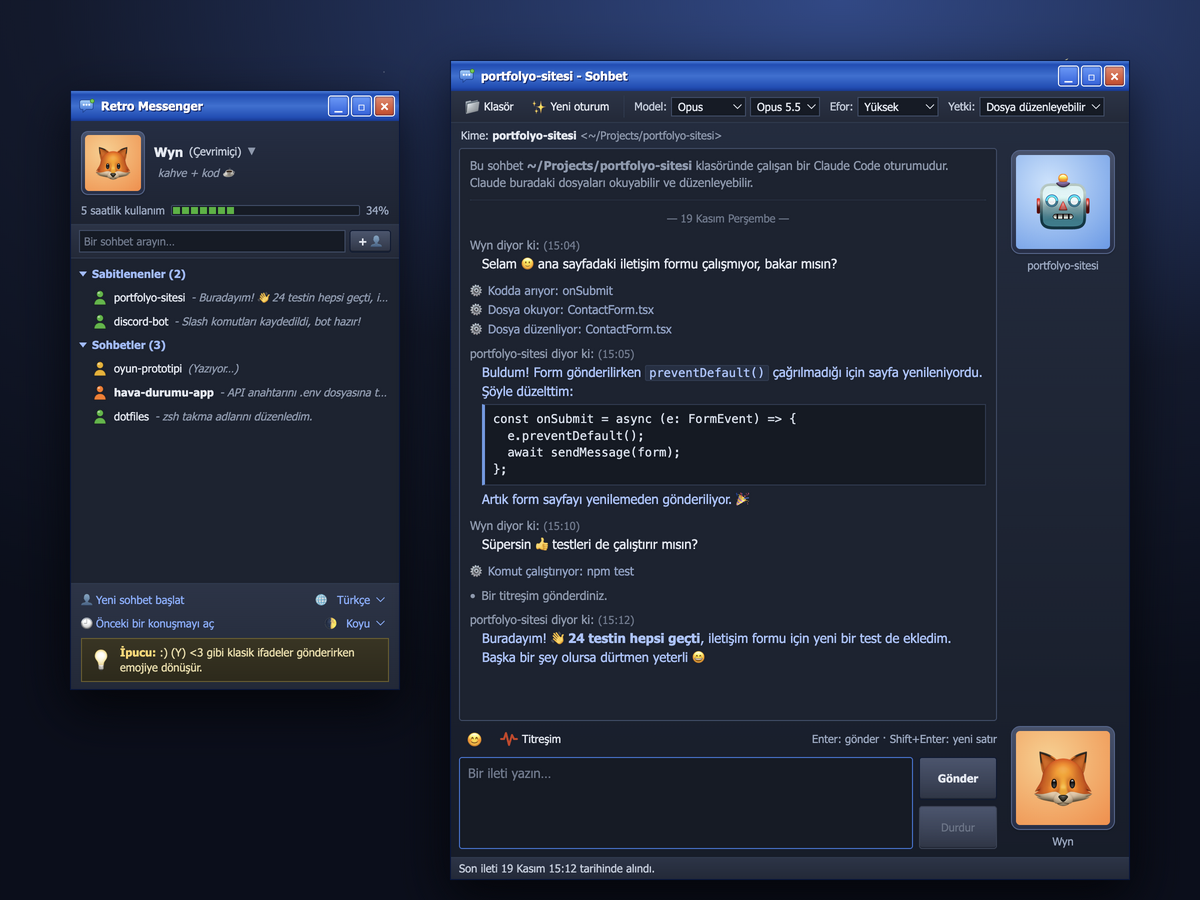 Retro Messenger
Wyn (Çevrimiçi) ▼
kahve + kod ☕
5 saatlik kullanım 34%
Bir sohbet arayın...
+
Sabitlenenler (2)
portfolyo-sitesi - Buradayım! 👋 24 testin hepsi geçti, i...
discord-bot - Slash komutları kaydedildi, bot hazır!
Sohbetler (3)
oyun-prototipi (Yazıyor...)
hava-durumu-app - API anahtarını .env dosyasına t...
dotfiles - zsh takma adlarını düzenledim.
Yeni sohbet başlat
Türkçe
Önceki bir konuşmayı aç
Koyu
İpucu: :) (Y) <3 gibi klasik ifadeler gönderirken
emojiye dönüşür.
portfolyo-sitesi - Sohbet
Klasör ✨ Yeni oturum Model: Opus Opus 5.5 Efor: Yüksek Yetki: Dosya düzenleyebilir
Kime: portfolyo-sitesi <~/Projects/portfolyo-sitesi>
Bu sohbet ~/Projects/portfolyo-sitesi klasöründe çalışan bir Claude Code oturumudur.
Claude buradaki dosyaları okuyabilir ve düzenleyebilir.
— 19 Kasım Perşembe —
Wyn diyor ki: (15:04)
Selam 🙂 ana sayfadaki iletişim formu çalışmıyor, bakar mısın?
Kodda arıyor: onSubmit
Dosya okuyor: ContactForm.tsx
Dosya düzenliyor: ContactForm.tsx
portfolyo-sitesi diyor ki: (15:05)
Buldum! Form gönderilirken preventDefault() çağrılmadığı için sayfa yenileniyordu.
Şöyle düzelttim:
const onSubmit = async (e: FormEvent) => {
e.preventDefault();
await sendMessage(form);
};
Artık form sayfayı yenilemeden gönderiliyor. 🎉
Wyn diyor ki: (15:10)
Süpersin 👍 testleri de çalıştırır mısın?
Komut çalıştırıyor: npm test
• Bir titreşim gönderdiniz.
portfolyo-sitesi diyor ki: (15:12)
Buradayım! 👋 24 testin hepsi geçti, iletişim formu için yeni bir test de ekledim.
Başka bir şey olursa dürtmen yeterli 😄
portfolyo-sitesi
Titreşim
Enter: gönder · Shift+Enter: yeni satır
Bir ileti yazın...
Gönder
Durdur
Wyn
Son ileti 19 Kasım 15:12 tarihinde alındı.